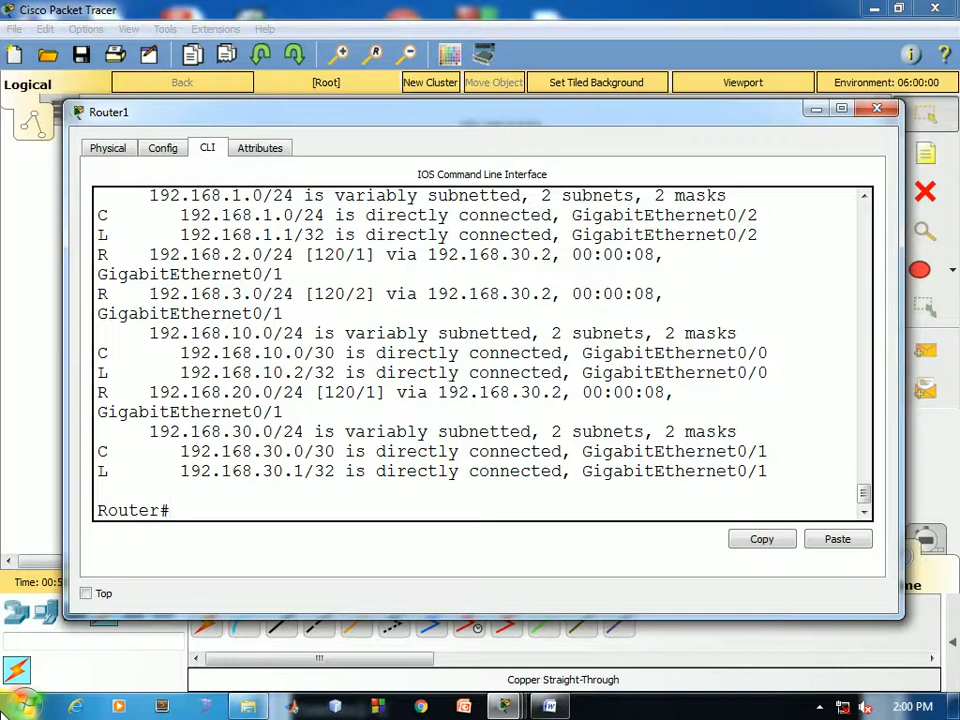 Cisco Packet Tracer
File Edit Options View Tools Extensions Help
Logical Back [Root] New Cluster Move Object Set Tiled Background Viewport Environment: 06:00:00
Router1
Physical Config CLI Attributes
IOS Command Line Interface
192.168.1.0/24 is variably subnetted, 2 subnets, 2 masks
C 192.168.1.0/24 is directly connected, GigabitEthernet0/2
L 192.168.1.1/32 is directly connected, GigabitEthernet0/2
R 192.168.2.0/24 [120/1] via 192.168.30.2, 00:00:08,
GigabitEthernet0/1
R 192.168.3.0/24 [120/2] via 192.168.30.2, 00:00:08,
GigabitEthernet0/1
192.168.10.0/24 is variably subnetted, 2 subnets, 2 masks
C 192.168.10.0/30 is directly connected, GigabitEthernet0/0
L 192.168.10.2/32 is directly connected, GigabitEthernet0/0
R 192.168.20.0/24 [120/1] via 192.168.30.2, 00:00:08,
GigabitEthernet0/1
192.168.30.0/24 is variably subnetted, 2 subnets, 2 masks
C 192.168.30.0/30 is directly connected, GigabitEthernet0/1
L 192.168.30.1/32 is directly connected, GigabitEthernet0/1
Router#
Copy Paste
Top
Copper Straight-Through
2:00 PM